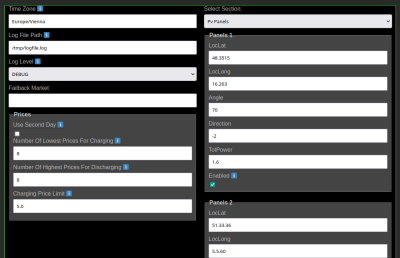 Time Zone
Europe/Vienna
Log File Path
/tmp/logfile.log
Log Level
DEBUG
Failback Market
Prices
Use Second Day
Number Of Lowest Prices For Charging
8
Number Of Highest Prices For Discharging
8
Charging Price Limit
5.0
Select Section:
Pv Panels
Panels 1
LocLat
48.3515
LocLong
16.263
Angle
70
Direction
-2
TotPower
1.6
Enabled
Panels 2
LocLat
51.33.36
LocLong
5.5.60